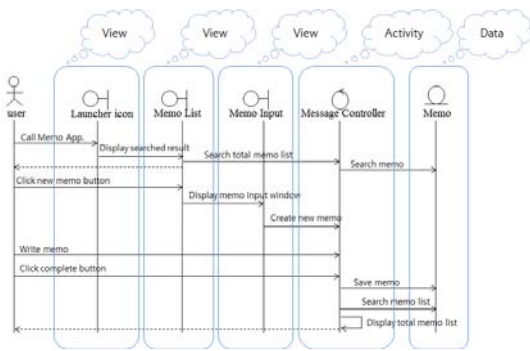 View
View
View
Activity
Data
user
Launcher icon
Memo List
Memo Input
Message Controller
Memo
Call Memo App.
Display searched result
Search total memo list
Search memo
Click new memo button
Display memo input window
Create new memo
Write memo
Click complete button
Save memo
Search memo list
Display total memo list